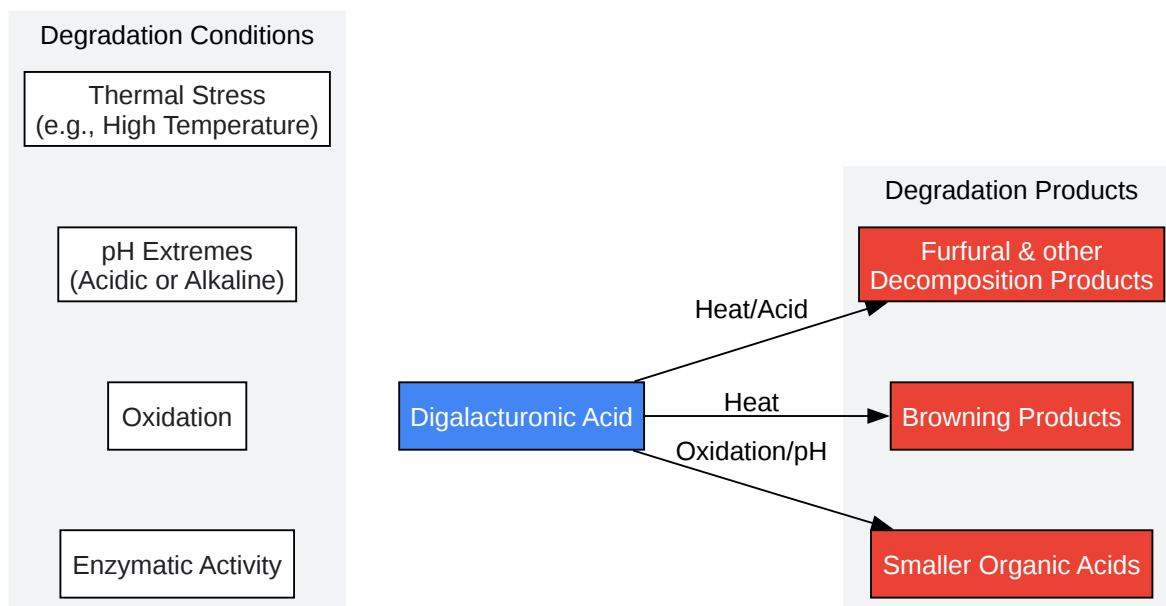 Degradation Conditions
Thermal Stress
(e.g., High Temperature)
pH Extremes
(Acidic or Alkaline)
Oxidation
Enzymatic Activity
Digalacturonic Acid
Heat/Acid
Heat
Oxidation/pH
Degradation Products
Furfural & other
Decomposition Products
Browning Products
Smaller Organic Acids